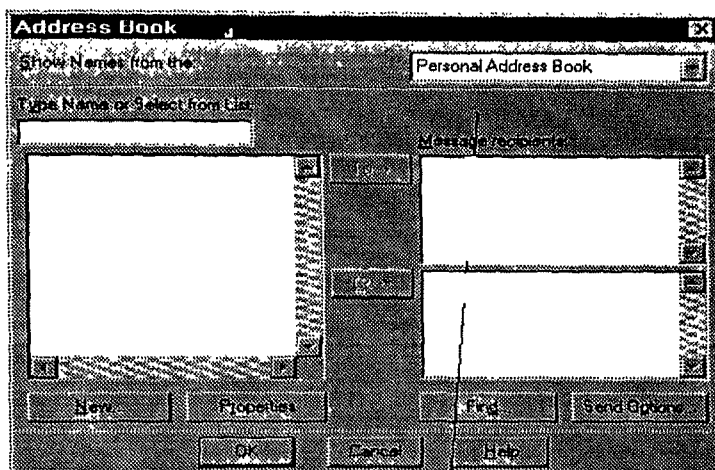 Address Book
Show Names from the:
Personal Address Book
Type Name or Select from List:
Message recipients:
To ->
New...
Properties
Find...
Send Options...
OK
Cancel
Help